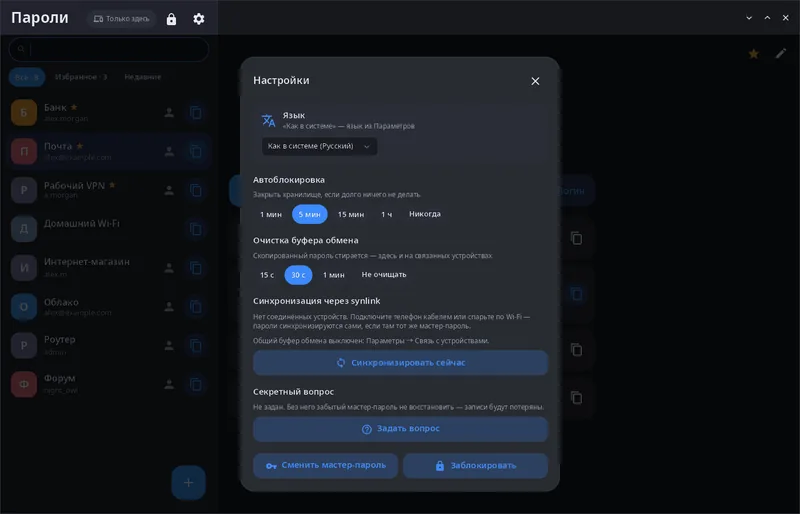 Пароли
Только здесь
Все · 8
Избранное · 3
Недавние
Б
Банк
alex.morgan
П
Почта
Р
Рабочий VPN
a.morgan
Д
Домашний Wi-Fi
И
Интернет-магазин
О
Облако
Р
Роутер
admin
Ф
Форум
Настройки
Язык
«Как в системе» — язык из Параметров
Как в системе (Русский)
Автоблокировка
Закрыть хранилище, если долго ничего не делать
1 мин
5 мин
15 мин
1 ч
Никогда
Очистка буфера обмена
Скопированный пароль стирается — здесь и на связанных устройствах
15 с
30 с
1 мин
Не очищать
Синхронизация через synlink
Нет соединённых устройств. Подключите телефон кабелем или спарьте по Wi-Fi —
пароли синхронизируются сами, если там тот же мастер-пароль.
Общий буфер обмена выключен: Параметры → Связь с устройствами.
Синхронизировать сейчас
Секретный вопрос
Не задан. Без него забытый мастер-пароль не восстановить — записи будут потеряны.
Задать вопрос
Сменить мастер-пароль
Заблокировать